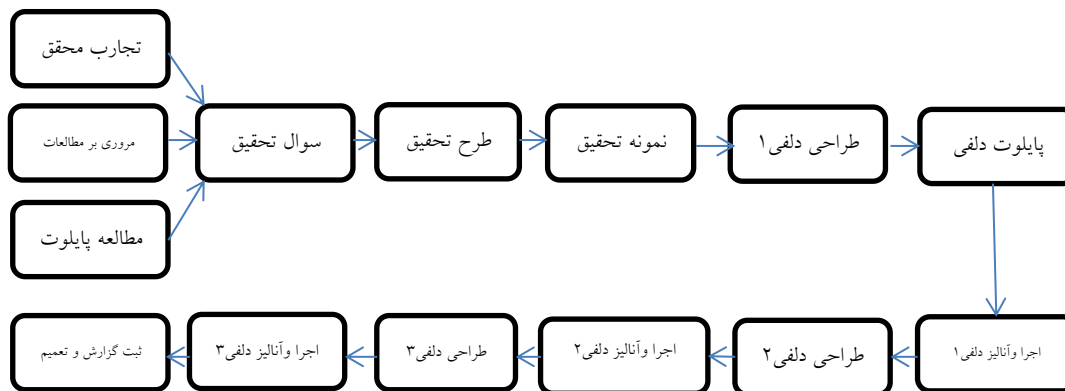 تجارب محقق
مروری بر مطالعات
مطالعه پایلوت
سوال تحقیق
طرح تحقیق
نمونه تحقیق
طراحی دلفی۱
پایلوت دلفی
اجرا وآنالیز دلفی۱
طراحی دلفی۲
اجرا وآنالیز دلفی۲
طراحی دلفی۳
اجرا وآنالیز دلفی۳
ثبت گزارش و تعمیم